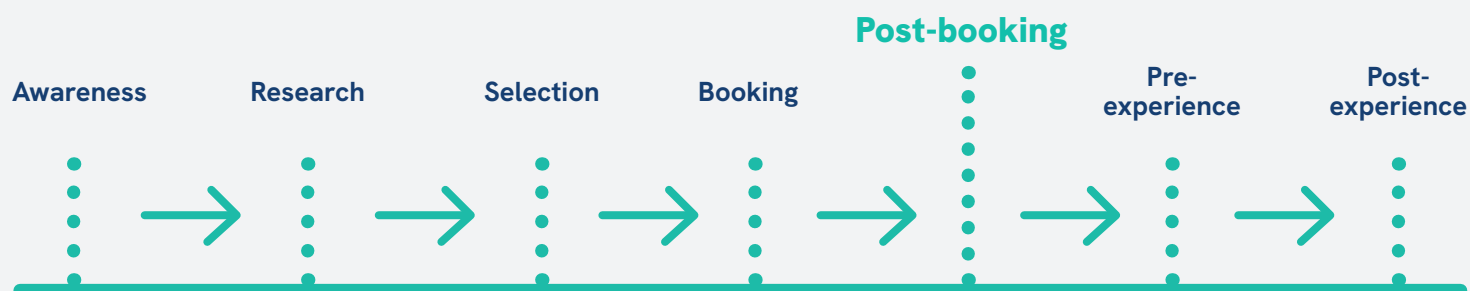 Awareness
Research
Selection
Booking
Post-booking
Pre-
experience
Post-
experience